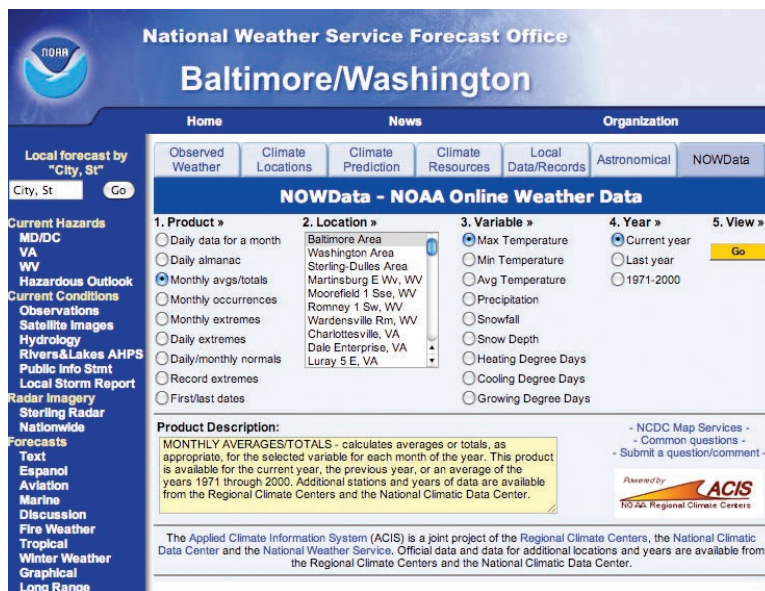 NOAA
National Weather Service Forecast Office
Baltimore/Washington
Home News Organization
Local forecast by
"City, St"
City, St Go
Current Hazards
MD/DC
VA
WV
Hazardous Outlook
Current Conditions
Observations
Satellite Images
Hydrology
Rivers&Lakes AHPS
Public Info Stmt
Local Storm Report
Radar Imagery
Sterling Radar
Nationwide
Forecasts
Text
Espanol
Aviation
Marine
Discussion
Fire Weather
Tropical
Winter Weather
Graphical
Long Range
Observed Weather
Climate Locations
Climate Prediction
Climate Resources
Local Data/Records
Astronomical
NOWData
NOWData - NOAA Online Weather Data
1. Product »
Daily data for a month
Daily almanac
Monthly avgs/totals
Monthly occurrences
Monthly extremes
Daily extremes
Daily/monthly normals
Record extremes
First/last dates
2. Location »
Baltimore Area
Washington Area
Sterling-Dulles Area
Martinsburg E Wv, WV
Moorefield 1 Sse, WV
Romney 1 Sw, WV
Wardensville Rm, WV
Charlottesville, VA
Dale Enterprise, VA
Luray 5 E, VA
3. Variable »
Max Temperature
Min Temperature
Avg Temperature
Precipitation
Snowfall
Snow Depth
Heating Degree Days
Cooling Degree Days
Growing Degree Days
4. Year »
Current year
Last year
1971-2000
5. View »
Go
Product Description:
MONTHLY AVERAGES/TOTALS - calculates averages or totals, as
appropriate, for the selected variable for each month of the year. This product
is available for the current year, the previous year, or an average of the
years 1971 through 2000. Additional stations and years of data are available
from the Regional Climate Centers and the National Climatic Data Center.
- NCDC Map Services -
- Common questions -
- Submit a question/comment -
Powered by
ACIS
NOAA Regional Climate Centers
The Applied Climate Information System (ACIS) is a joint project of the Regional Climate Centers, the National Climatic
Data Center and the National Weather Service. Official data and data for additional locations and years are available from
the Regional Climate Centers and the National Climatic Data Center.